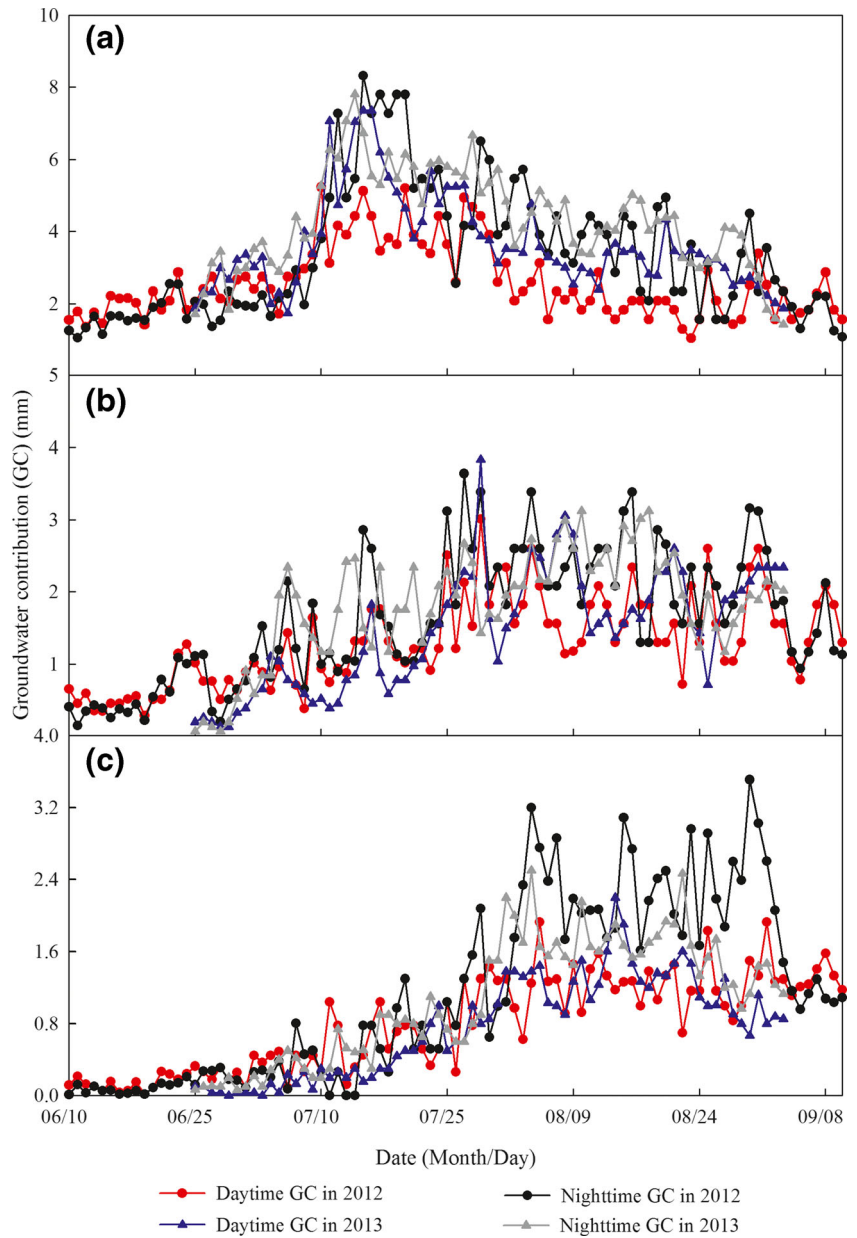 10
(a)
8
6
4
2
5
(b)
4
3
2
1
4.0
(c)
3.2
2.4
1.6
0.8
0.0
Groundwater contribution (GC) (mm)
06/10 06/25 07/10 07/25 08/09 08/24 09/08
Date (Month/Day)
Daytime GC in 2012 Nighttime GC in 2012
Daytime GC in 2013 Nighttime GC in 2013